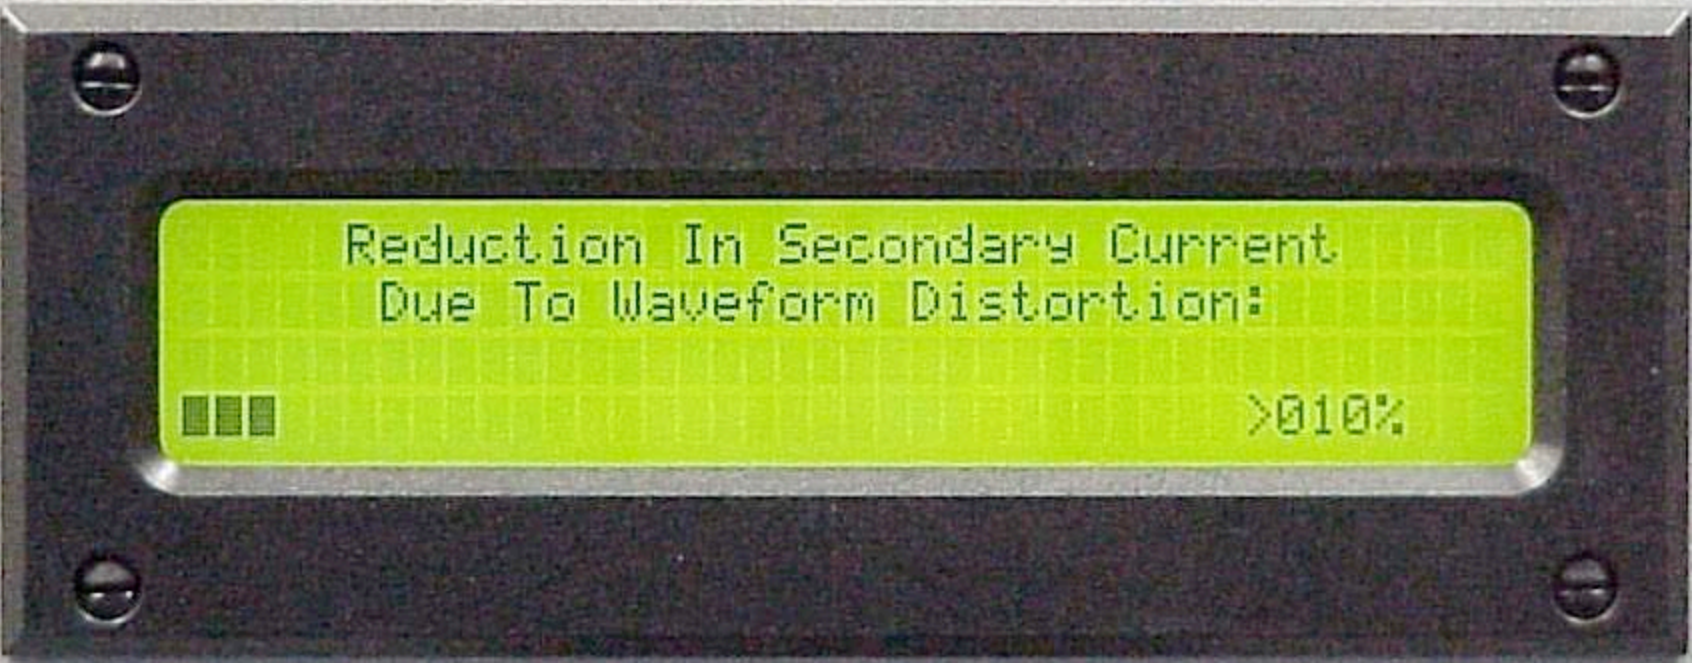 Reduction In Secondary Current
Due To Waveform Distortion:
>010%